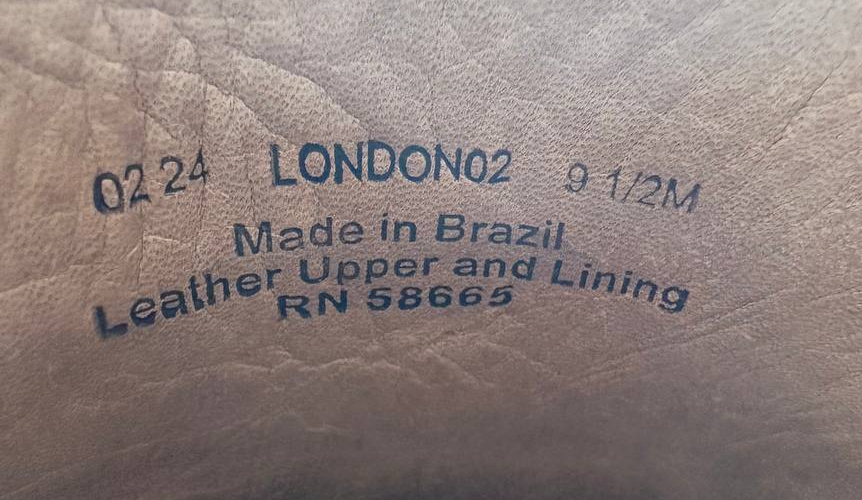 02 24 LONDON02 9 1/2M
Made in Brazil
Leather Upper and Lining
RN 58665